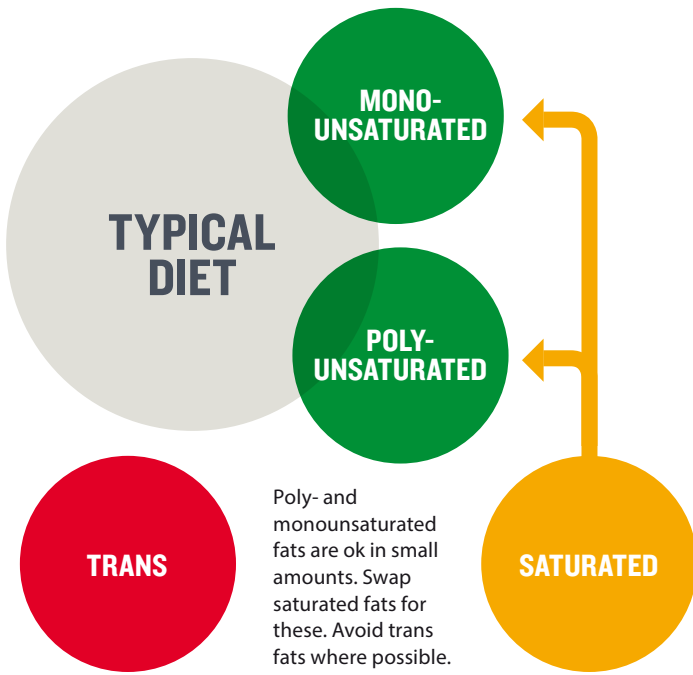 MONO-
UNSATURATED
TYPICAL
DIET
POLY-
UNSATURATED
TRANS
Poly- and
monounsaturated
fats are ok in small
amounts. Swap
saturated fats for
these. Avoid trans
fats where possible.
SATURATED